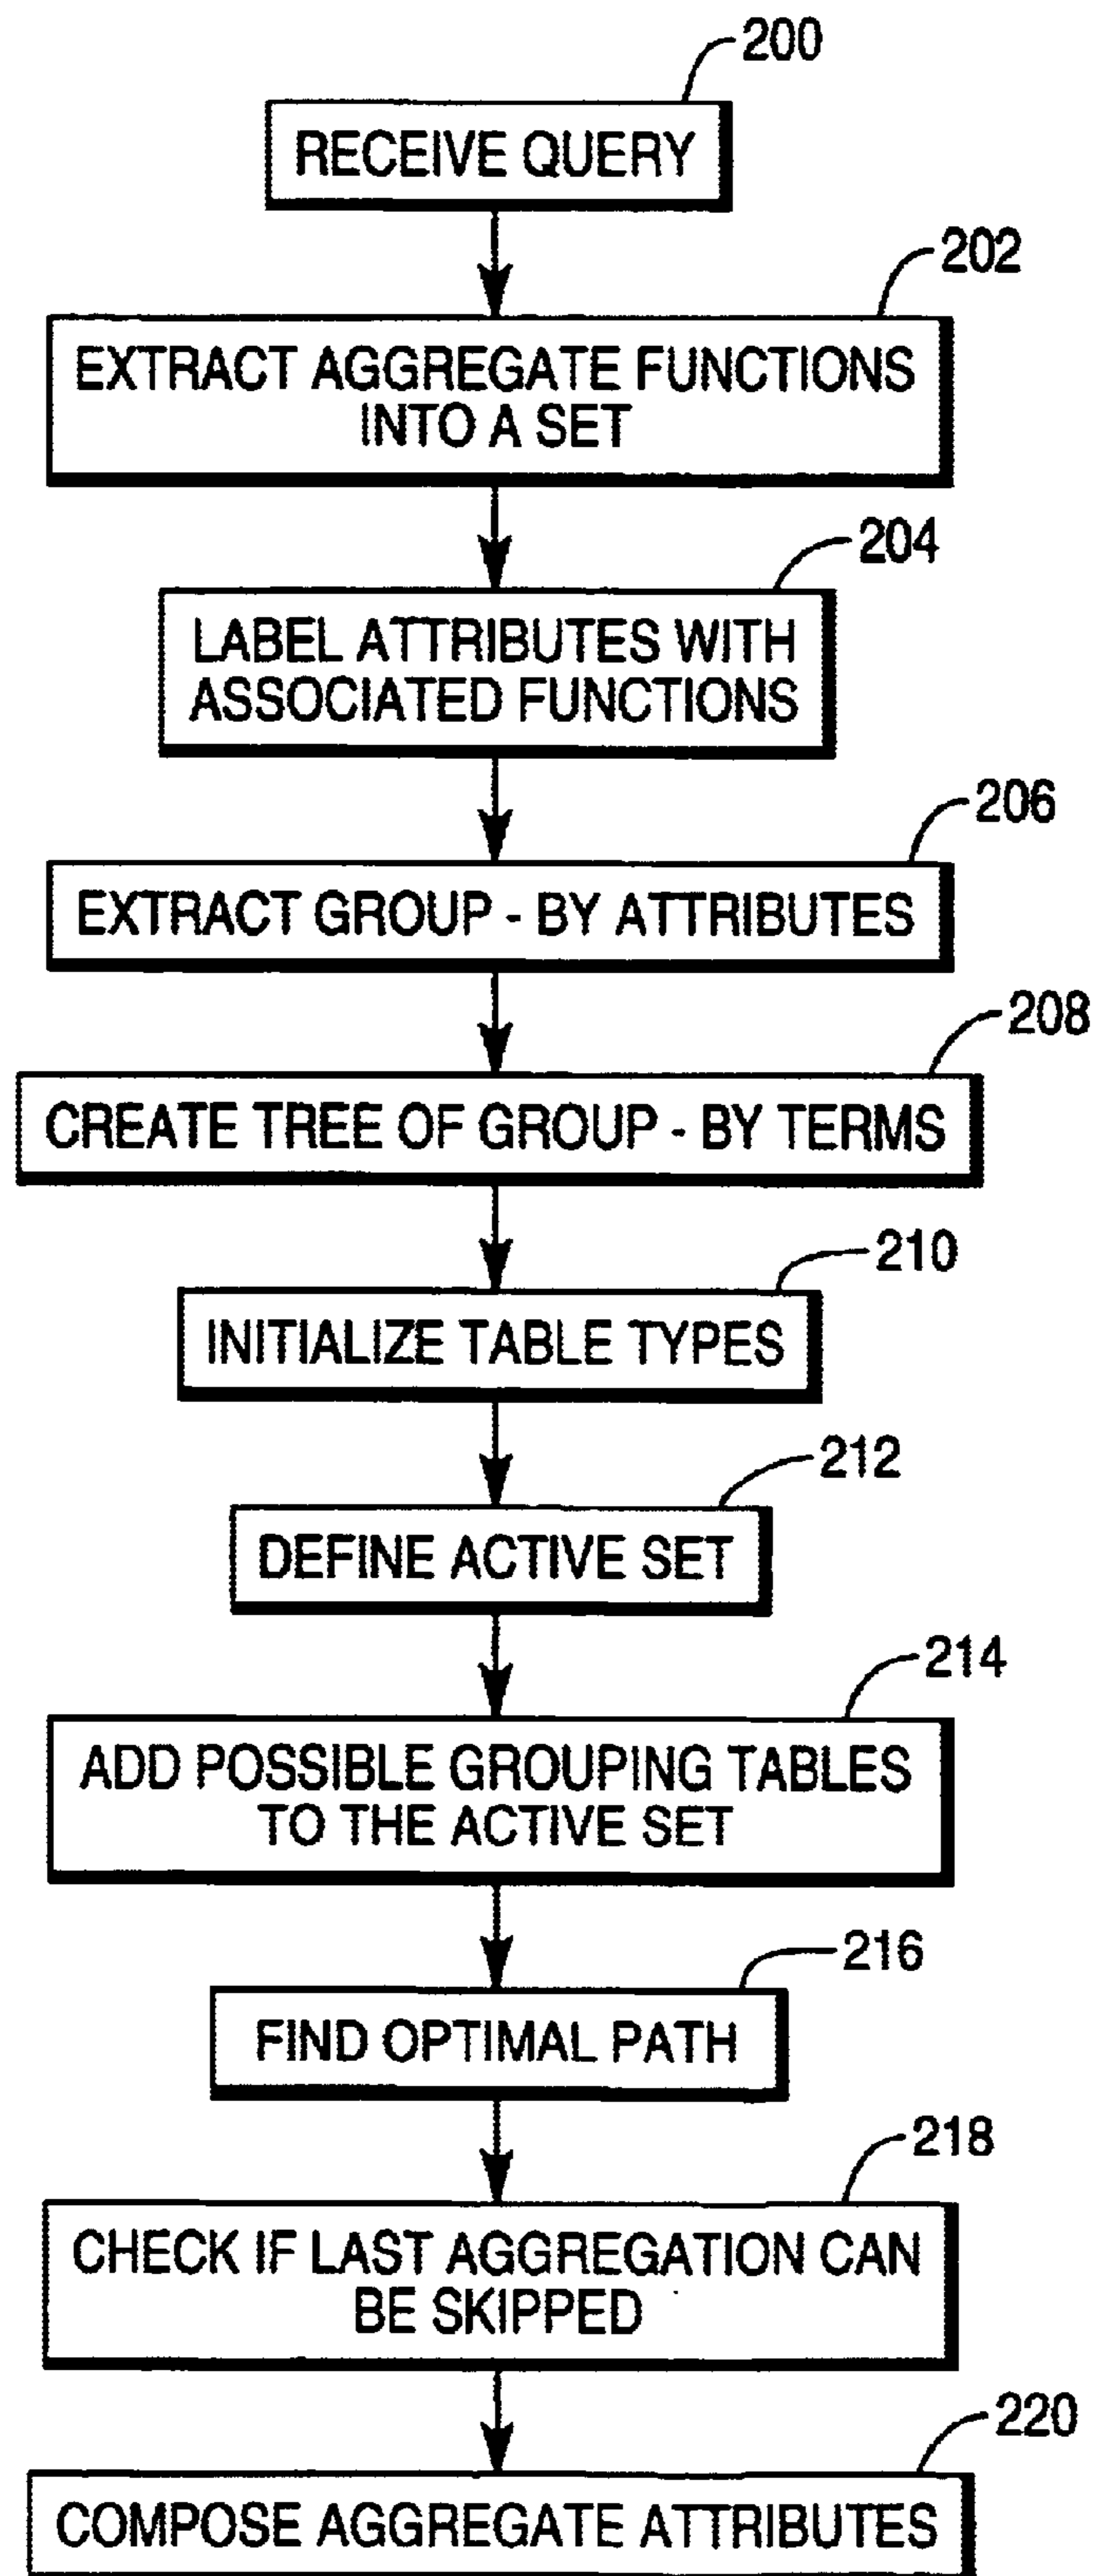 200
RECEIVE QUERY
202
EXTRACT AGGREGATE FUNCTIONS
INTO A SET
204
LABEL ATTRIBUTES WITH
ASSOCIATED FUNCTIONS
206
EXTRACT GROUP - BY ATTRIBUTES
208
CREATE TREE OF GROUP - BY TERMS
210
INITIALIZE TABLE TYPES
212
DEFINE ACTIVE SET
214
ADD POSSIBLE GROUPING TABLES
TO THE ACTIVE SET
216
FIND OPTIMAL PATH
218
CHECK IF LAST AGGREGATION CAN
BE SKIPPED
220
COMPOSE AGGREGATE ATTRIBUTES